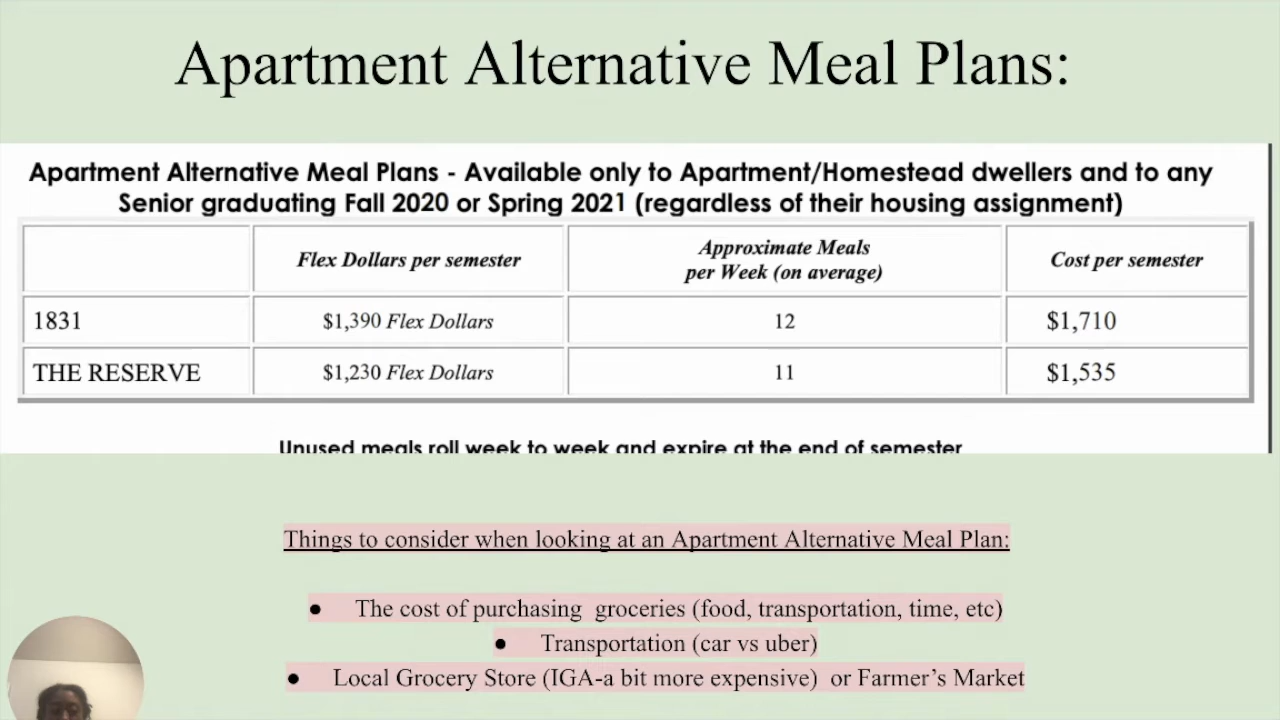 Apartment Alternative Meal Plans:
Apartment Alternative Meal Plans - Available only to Apartment/Homestead dwellers and to any
Senior graduating Fall 2020 or Spring 2021 (regardless of their housing assignment)
Flex Dollars per semester
Approximate Meals
per Week (on average)
Cost per semester
1831
$1,390 Flex Dollars
12
$1,710
THE RESERVE
$1,230 Flex Dollars
11
$1,535
Unused meals roll week to week and expire at the end of semester
Things to consider when looking at an Apartment Alternative Meal Plan:
● The cost of purchasing groceries (food, transportation, time, etc)
● Transportation (car vs uber)
● Local Grocery Store (IGA-a bit more expensive) or Farmer's Market